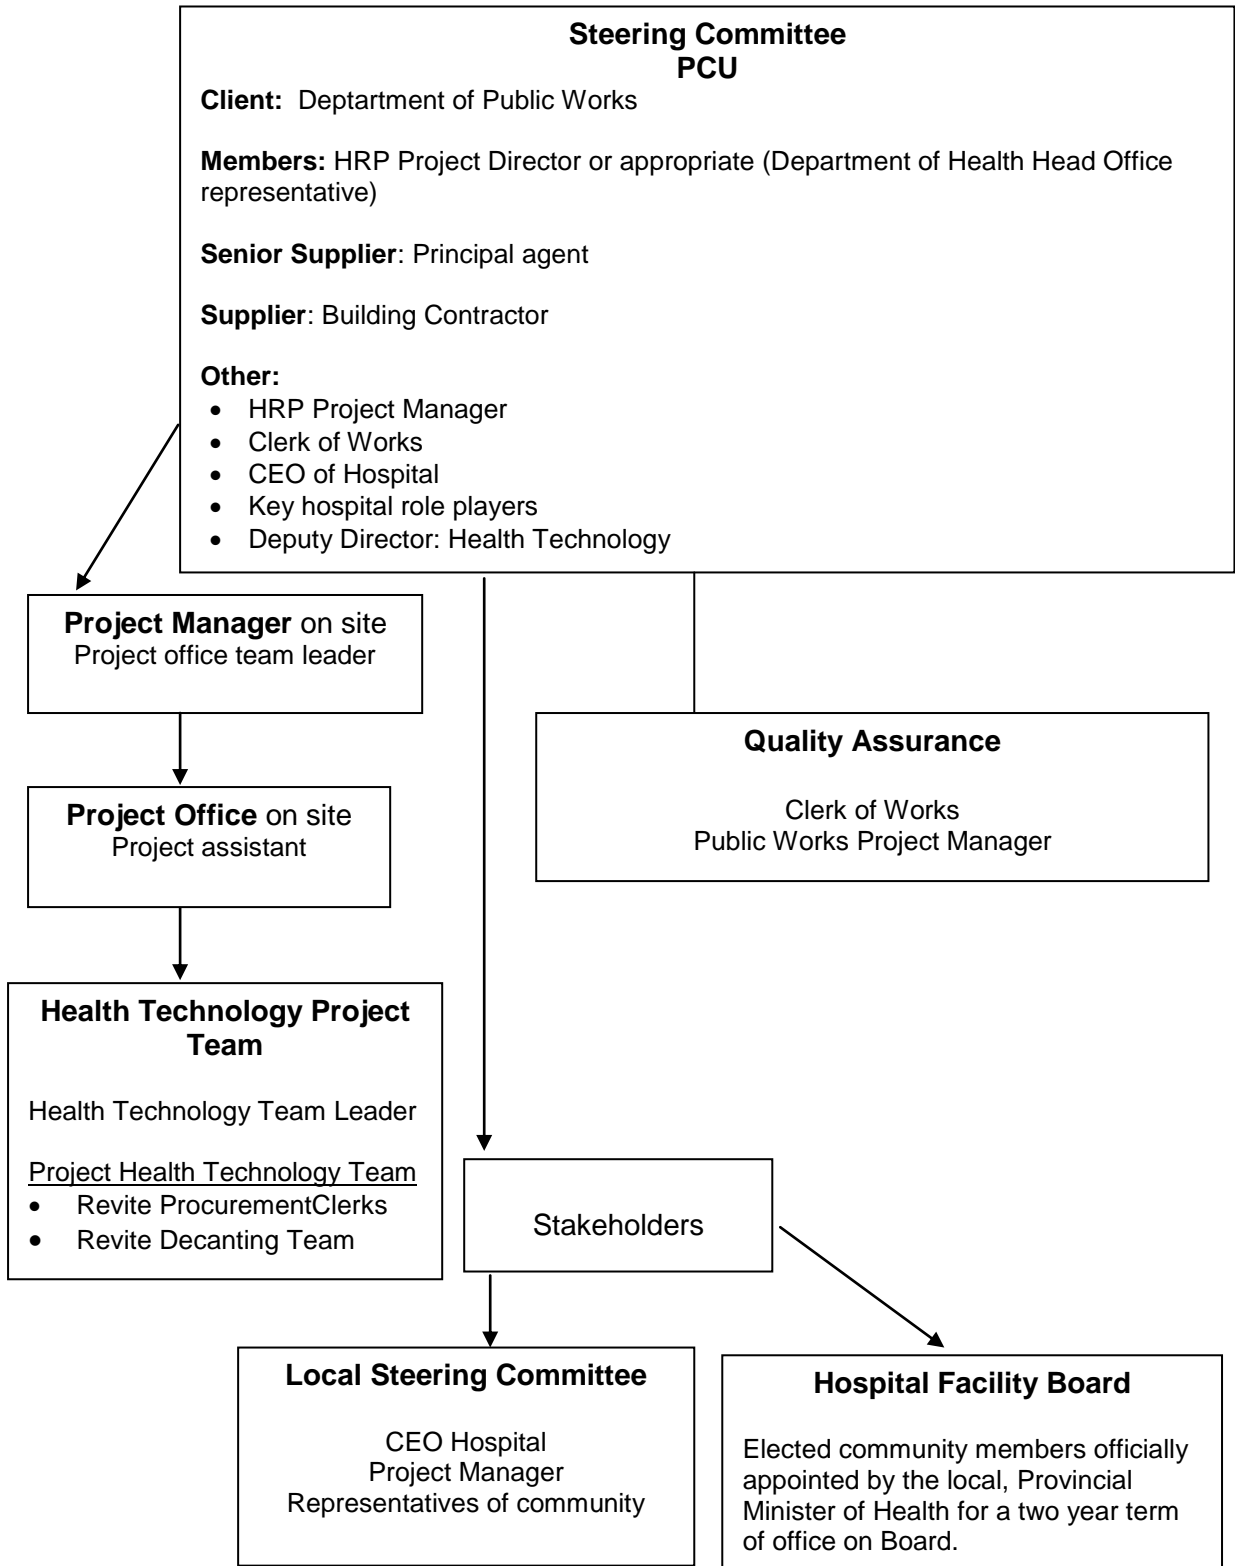 Steering Committee
PCU
Client: Deptartment of Public Works
Members: HRP Project Director or appropriate (Department of Health Head Office
representative)
Senior Supplier: Principal agent
Supplier: Building Contractor
Other:
• HRP Project Manager
• Clerk of Works
• CEO of Hospital
• Key hospital role players
• Deputy Director: Health Technology
Project Manager on site
Project office team leader
Quality Assurance
Clerk of Works
Public Works Project Manager
Project Office on site
Project assistant
Health Technology Project
Team
Health Technology Team Leader
Project Health Technology Team
• Revite ProcurementClerks
• Revite Decanting Team
Stakeholders
Local Steering Committee
CEO Hospital
Project Manager
Representatives of community
Hospital Facility Board
Elected community members officially
appointed by the local, Provincial
Minister of Health for a two year term
of office on Board.